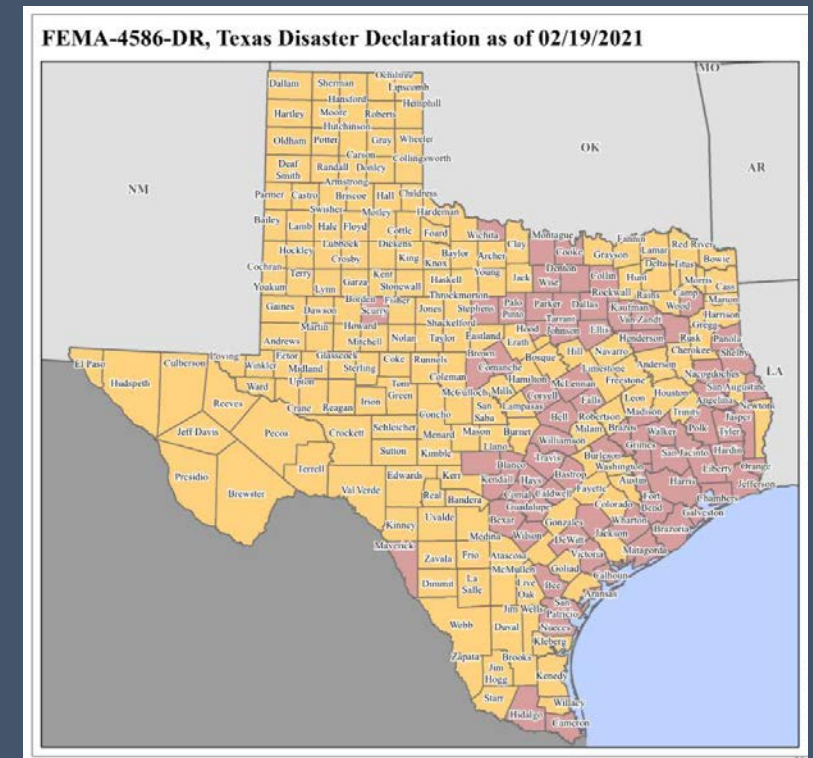 FEMA-4586-DR, Texas Disaster Declaration as of 02/19/2021
MO
Dallam Sherman Ochiltree Lipscomb
Hansford
Hartley Moore Roberts Hemphill
Hutchinson
OK
Oldham Potter Gray Wheeler
Carson Collingsworth
AR
Deaf Smith Randall Donley
Armstrong
NM
Parmer Castro Briscoe Hall Childress
Swisher Motley Hardeman
Bailey Lamb Hale Floyd Cottle Foard Wichita Clay Montague Cooke Grayson Fannin Lamar Red River
Lubbock Dickens
Hockley Crosby King Knox Baylor Archer Denton Collin Hunt Delta Titus Bowie
Cochran Terry Kent Young Jack Wise Rockwall Rains Morris Cass
Yoakum Lynn Garza Stonewall Haskell Throckmorton Camp Marion
Gaines Dawson Borden Scurry Fisher Jones Stephens Palo Pinto Parker Dallas Kaufman Wood Harrison
Martin Howard Shackelford Tarrant Van Zandt Gregg
Andrews Mitchell Nolan Taylor Eastland Hood Johnson Ellis Henderson Rusk Panola
Erath Cherokee Shelby
El Paso Culberson Loving Winkler Ector Glasscock Coke Runnels Brown Bosque Hill Navarro Anderson Nacogdoches
Midland Sterling Coleman Comanche Limestone San Augustine
Hudspeth Ward Upton Tom Green McCulloch Mills Hamilton McLennan Freestone Houston Angelina
Reeves Crane Reagan Irion Concho San Saba Lampasas Coryell Falls Leon Trinity Newton
Jeff Davis Pecos Crockett Schleicher Menard Mason Burnet Bell Robertson Madison Jasper
Milam Brazos Walker Polk Tyler
Sutton Kimble Llano Williamson Grimes San Jacinto Hardin
Presidio Terrell Blanco Travis Burleson Washington Liberty Orange
Brewster Val Verde Edwards Kerr Kendall Hays Bastrop Austin Harris Jefferson
Real Bandera Comal Caldwell Fayette Fort Bend Chambers
Guadalupe Colorado Galveston
Kinney Uvalde Bexar Gonzales Wharton Brazoria
Medina Wilson Jackson
Maverick Zavala Frio Atascosa DeWitt Victoria Matagorda
McMullen Goliad Calhoun
Dimmit La Salle Live Oak Bee Aransas
San Patricio
Webb Duval Jim Wells Nueces
Kleberg
Zapata Brooks
Jim Hogg Kenedy
Starr Willacy
Hidalgo
Cameron
LA